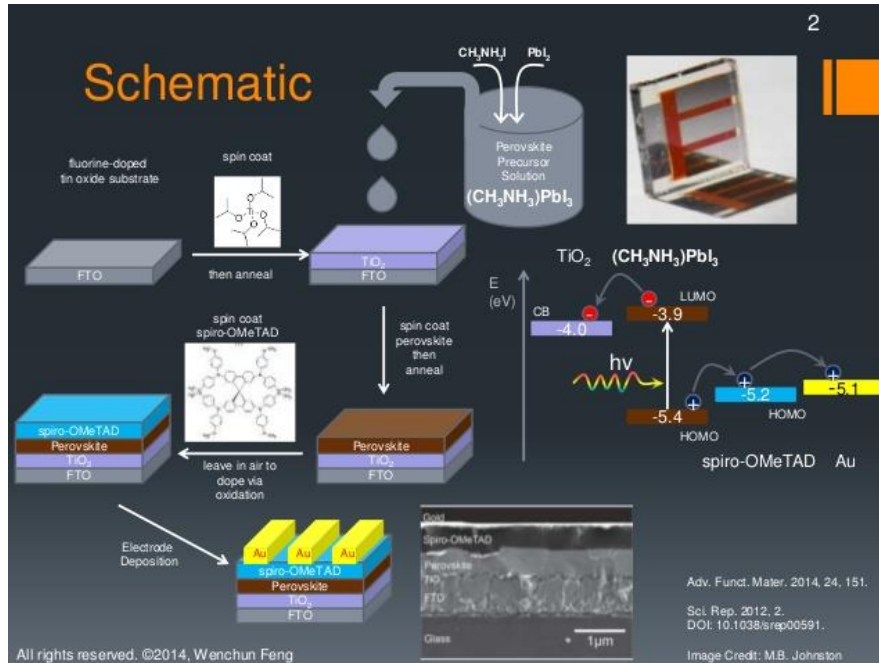 2
Schematic
CH₃NH₃I
PbI₂
Perovskite
Precursor
Solution
(CH₃NH₃)PbI₃
fluorine-doped
tin oxide substrate
spin coat
then anneal
FTO
TiO₂
FTO
spin coat
perovskite
then
anneal
Perovskite
TiO₂
FTO
spin coat
spiro-OMeTAD
leave in air to
dope via
oxidation
spiro-OMeTAD
Perovskite
TiO₂
FTO
Electrode
Deposition
Au Au Au
spiro-OMeTAD
Perovskite
TiO₂
FTO
TiO₂ (CH₃NH₃)PbI₃
E
(eV)
CB
-4.0
LUMO
-3.9
hv
-5.4
HOMO
-5.2
HOMO
-5.1
spiro-OMeTAD Au
Gold
Spiro-OMeTAD
Perovskite
TiO₂
FTO
Glass
1μm
Adv. Funct. Mater. 2014, 24, 151.
Sci. Rep. 2012, 2.
DOI: 10.1038/srep00591.
Image Credit: M.B. Johnston
All rights reserved. ©2014, Wenchun Feng